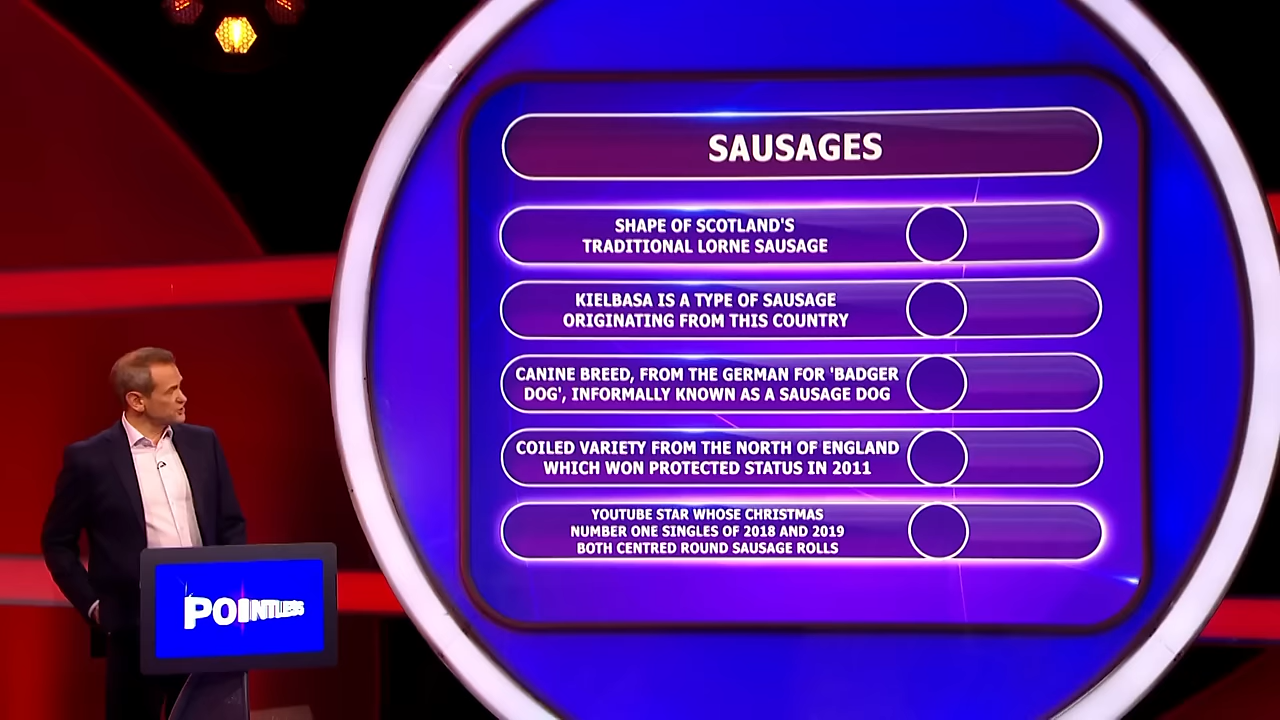 SAUSAGES
SHAPE OF SCOTLAND'S
TRADITIONAL LORNE SAUSAGE
KIELBASA IS A TYPE OF SAUSAGE
ORIGINATING FROM THIS COUNTRY
CANINE BREED, FROM THE GERMAN FOR 'BADGER
DOG', INFORMALLY KNOWN AS A SAUSAGE DOG
COILED VARIETY FROM THE NORTH OF ENGLAND
WHICH WON PROTECTED STATUS IN 2011
YOUTUBE STAR WHOSE CHRISTMAS
NUMBER ONE SINGLES OF 2018 AND 2019
BOTH CENTRED ROUND SAUSAGE ROLLS
POINTLESS